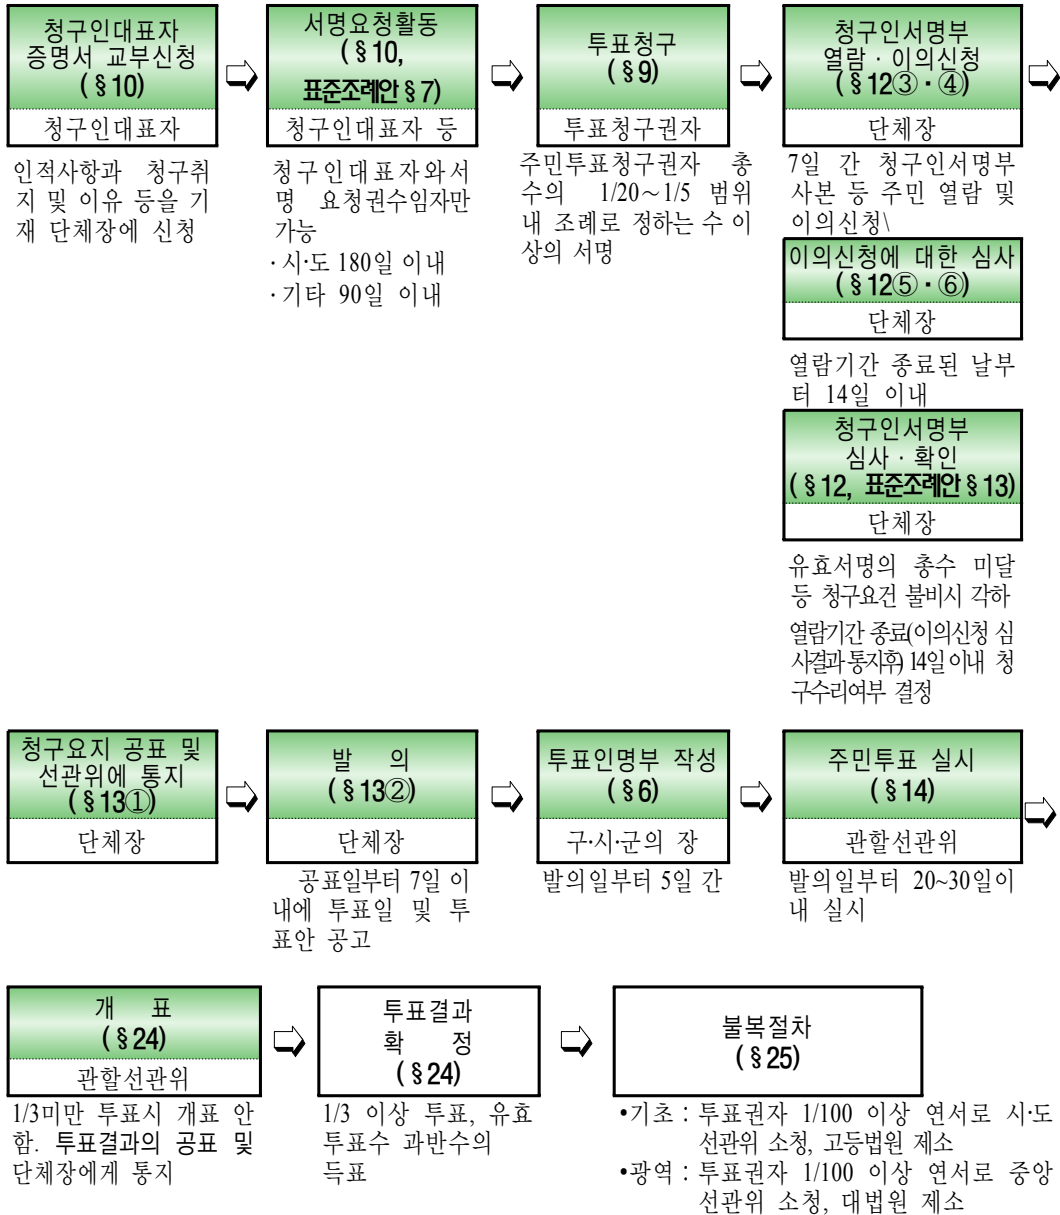 청구인대표자
증명서 교부신청
(§10)
청구인대표자
인적사항과 청구취
지 및 이유 등을 기
재 단체장에 신청
서명요청활동
(§10,
표준조례안 §7)
청구인대표자 등
청구인대표자와서
명 요청권수임자만
가능
·시·도 180일 이내
·기타 90일 이내
투표청구
(§9)
투표청구권자
주민투표청구권자 총
수의 1/20～1/5 범위
내 조례로 정하는 수 이
상의 서명
청구인서명부
열람·이의신청
(§12③·④)
단체장
7일 간 청구인서명부
사본 등 주민 열람 및
이의신청\
이의신청에 대한 심사
(§12⑤·⑥)
단체장
열람기간 종료된 날부
터 14일 이내
청구인서명부
심사·확인
(§12, 표준조례안 §13)
단체장
유효서명의 총수 미달
등 청구요건 불비시 각하
열람기간 종료(이의신청 심
사결과 통지후) 14일 이내 청
구수리여부 결정
청구요지 공표 및
선관위에 통지
(§13①)
단체장
발 의
(§13②)
단체장
공표일부터 7일 이
내에 투표일 및 투
표안 공고
투표인명부 작성
(§6)
구·시·군의 장
발의일부터 5일 간
주민투표 실시
(§14)
관할선관위
발의일부터 20~30일이
내 실시
개 표
(§24)
관할선관위
1/3미만 투표시 개표 안
함. 투표결과의 공표 및
단체장에게 통지
투표결과
확 정
(§24)
1/3 이상 투표, 유효
투표수 과반수의
득표
불복절차
(§25)
•기초 : 투표권자 1/100 이상 연서로 시·도
선관위 소청, 고등법원 제소
•광역 : 투표권자 1/100 이상 연서로 중앙
선관위 소청, 대법원 제소